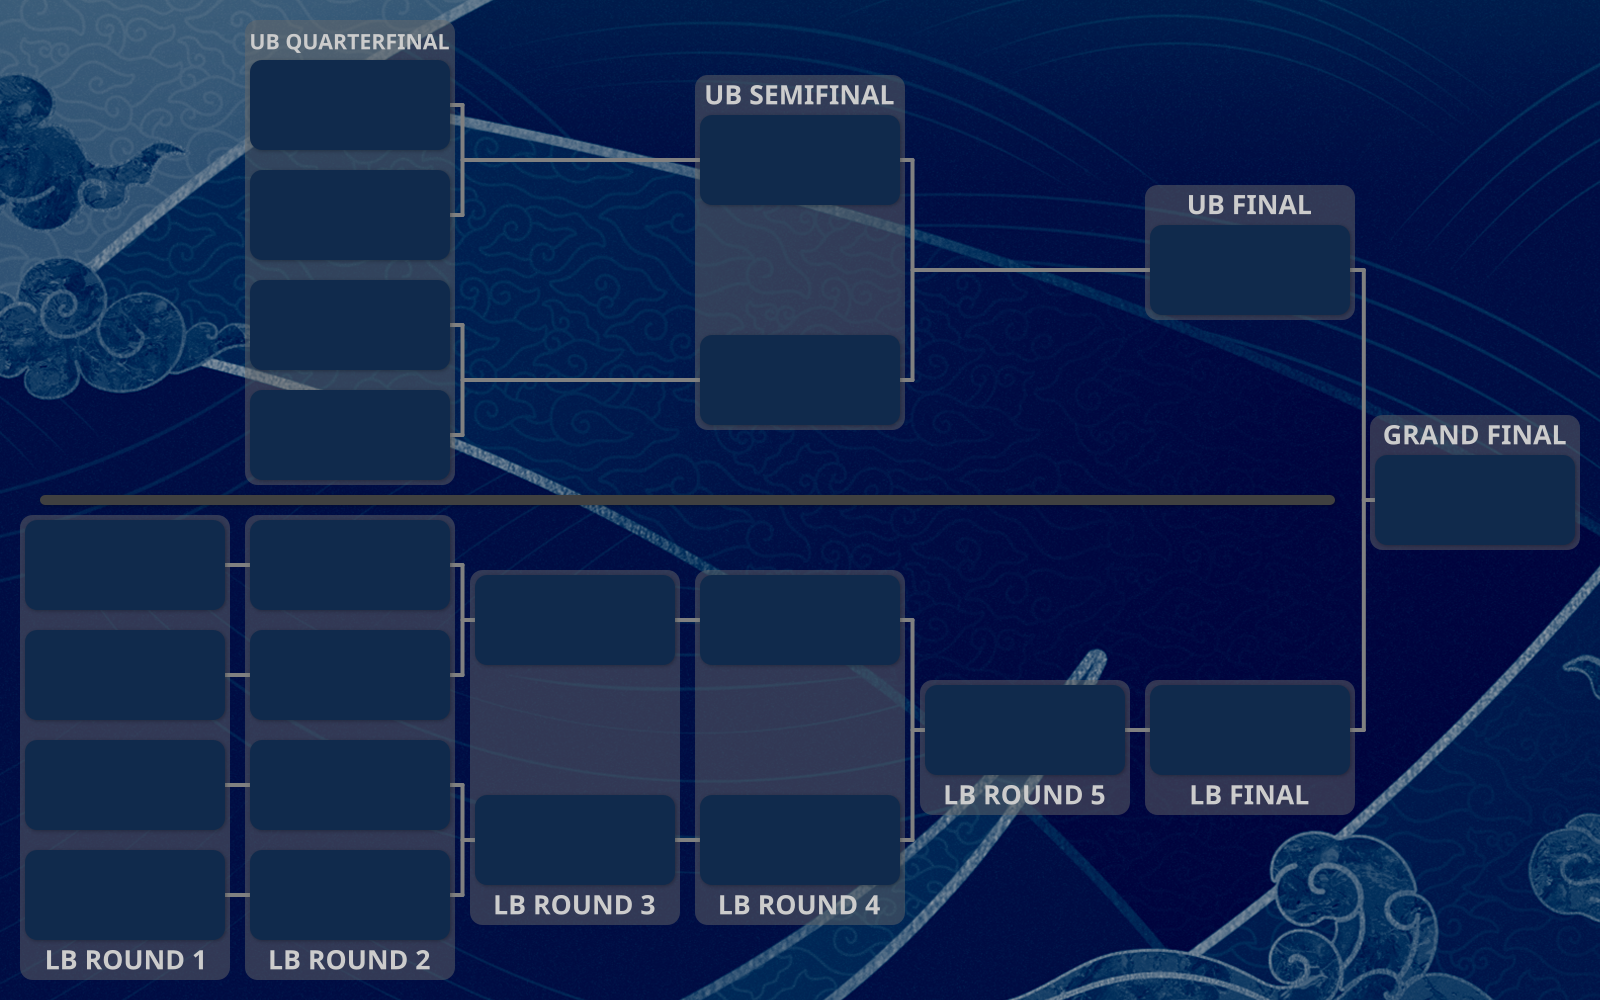 UB QUARTERFINAL
UB SEMIFINAL
UB FINAL
GRAND FINAL
LB ROUND 1
LB ROUND 2
LB ROUND 3
LB ROUND 4
LB ROUND 5
LB FINAL